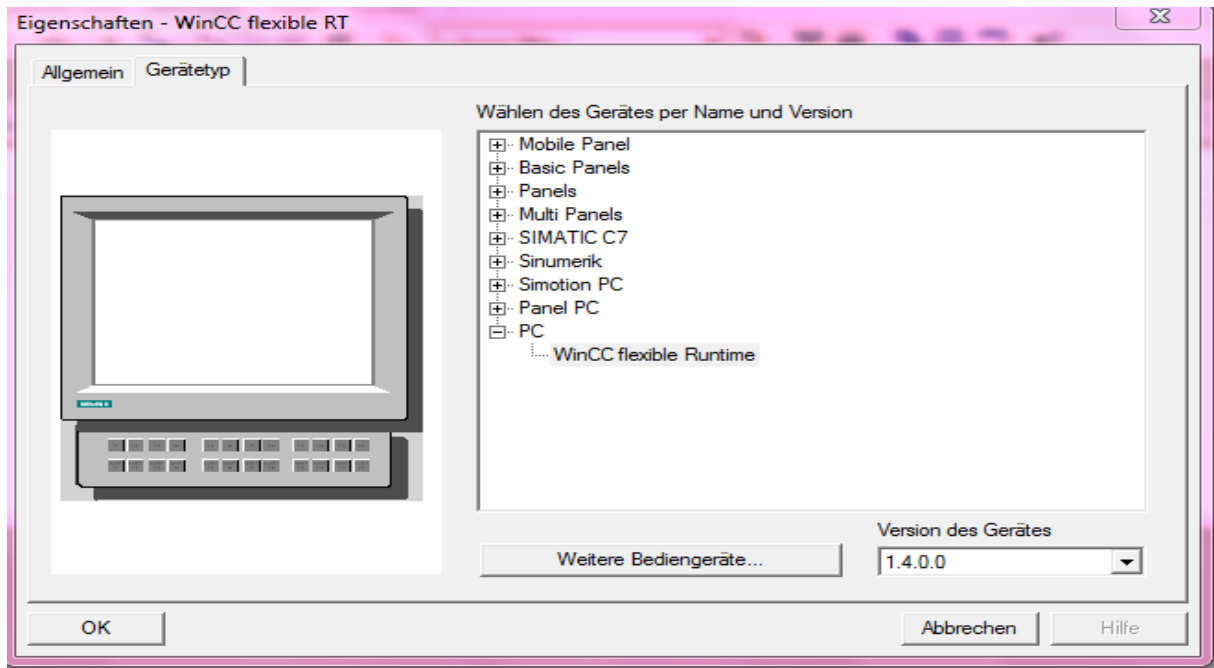 Eigenschaften - WinCC flexible RT
Allgemein Gerätetyp
Wählen des Gerätes per Name und Version
Mobile Panel
Basic Panels
Panels
Multi Panels
SIMATIC C7
Sinumerik
Simotion PC
Panel PC
PC
WinCC flexible Runtime
Version des Gerätes
Weitere Bediengeräte... 1.4.0.0
OK Abbrechen Hilfe